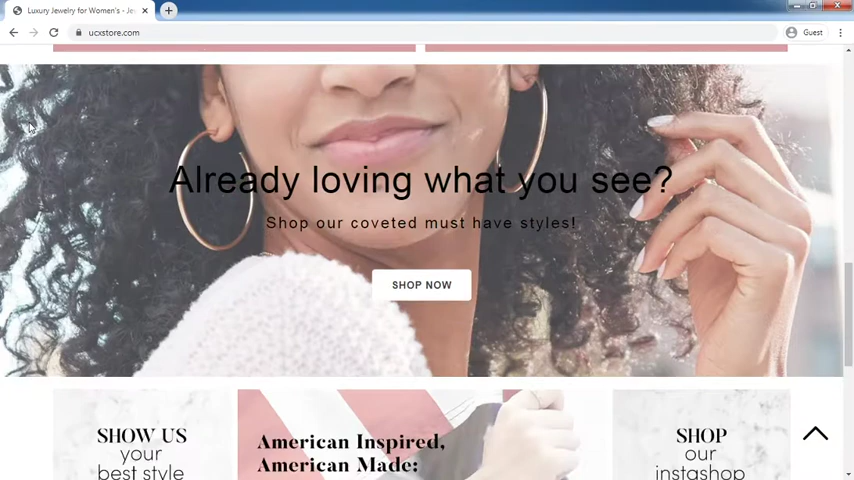 Luxury Jewelry for Women's - Je
ucxstore.com
Guest
Already loving what you see?
Shop our coveted must have styles!
SHOP NOW
SHOW US
your
best style
American Inspired,
American Made:
SHOP
our
instashop